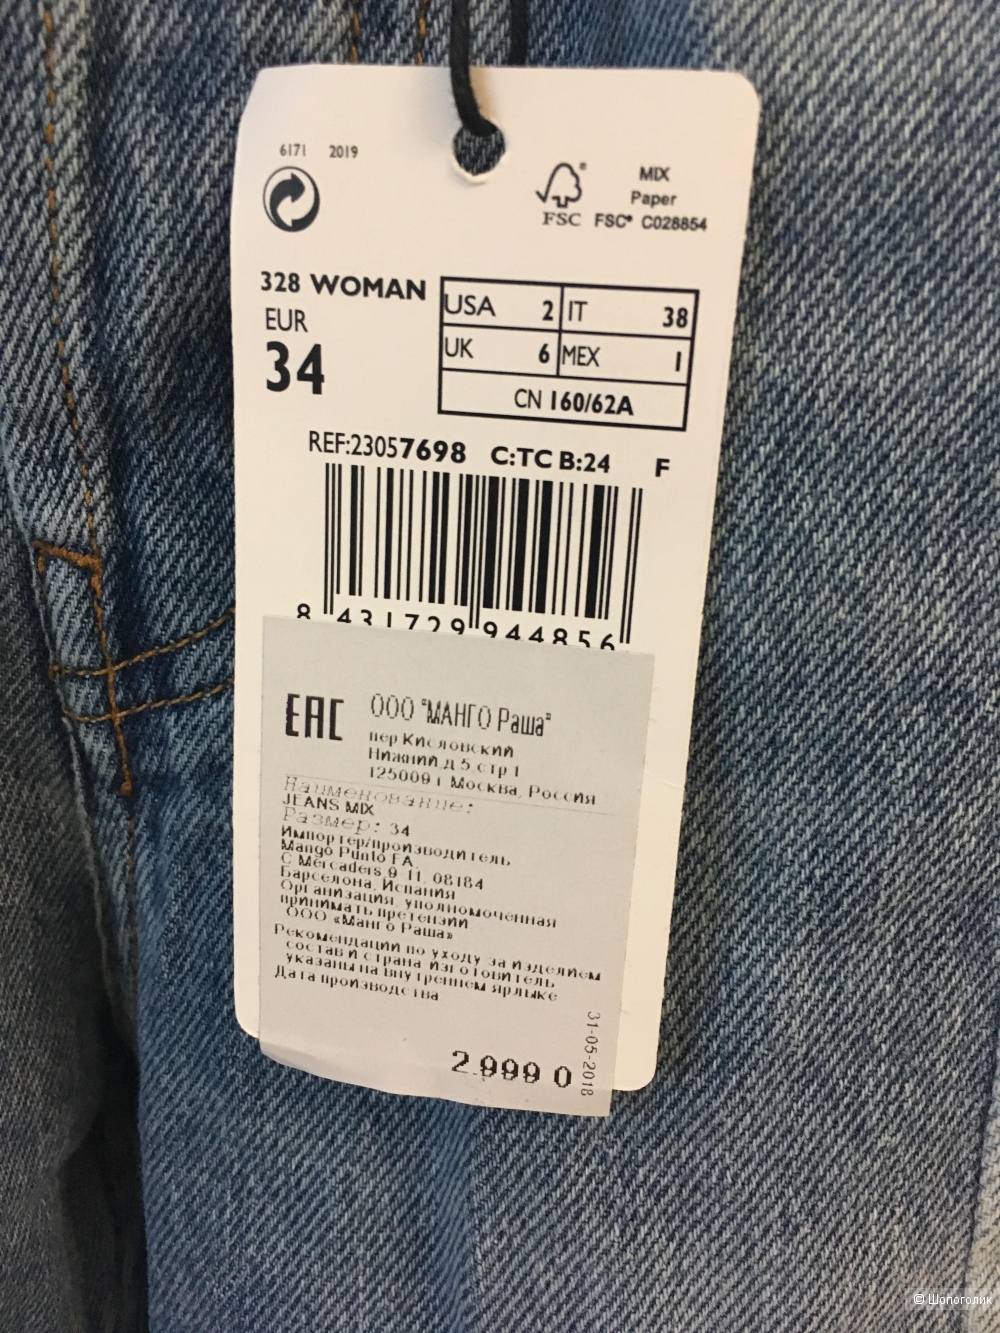 6171 2019
MIX
Paper
FSC FSC® C028854
328 WOMAN
EUR
34
USA 2 IT 38
UK 6 MEX 1
CN 160/62A
REF:23057698 C:TC B:24 F
8 431729 944856
EAC
ООО "МАНГО Раша"
пер Кисловский
Нижний д 5 стр 1
125009 г Москва, Россия
Наименование:
JEANS MIX
Размер: 34
Импортер/производитель
Mango Punto FA
C Mercaders 9 11, 08184
Барселона, Испания
Организация, уполномоченная
принимать претензии
ООО «Манго Раша»
Рекомендации по уходу за изделием
состав и страна изготовитель
указаны на внутреннем ярлыке
Дата производства
31-05-2018
2.999 0
© Шопоголик